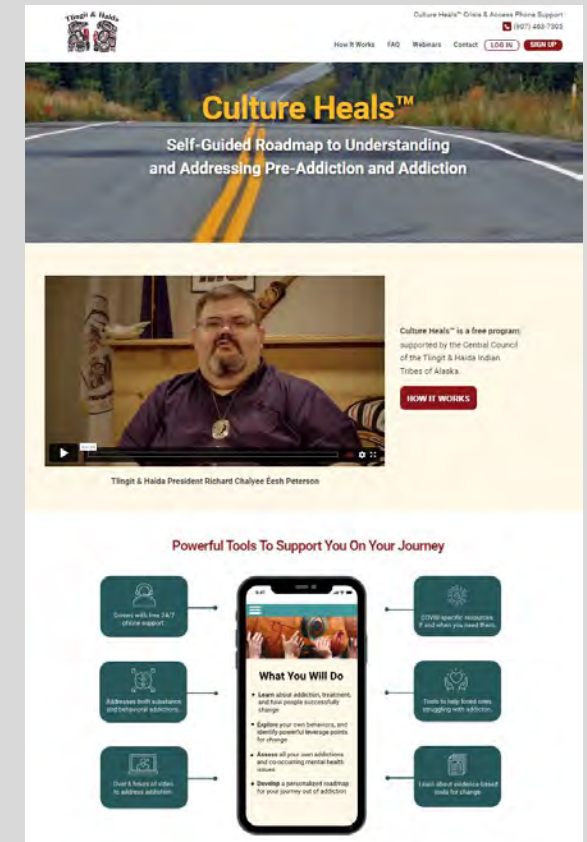 Tlingit & Haida
Culture Heals™ Crisis & Access Phone Support
How It Works FAQ Webinars Contact LOG IN SIGN UP
Culture Heals™
Self-Guided Roadmap to Understanding
and Addressing Pre-Addiction and Addiction
Culture Heals™ is a free program,
supported by the Central Council
of the Tlingit & Haida Indian
Tribes of Alaska.
HOW IT WORKS
Tlingit & Haida President Richard Chalyee Éesh Peterson
Powerful Tools To Support You On Your Journey
Comes with free 24/7
phone support.
Addresses both substance
and behavioral addictions.
Over 6 hours of video
to address addiction.
9:41
What You Will Do
Learn about addiction, treatment,
and how people successfully
change
Explore your own behaviors, and
identify powerful leverage points
for change
Assess all your own addictions
and co-occurring mental health
issues
Develop a personalized roadmap
for your journey out of addiction
COVID specific resources
if and when you need them.
Tools to help loved ones
struggling with addiction.
Learn about evidence-based
tools for change.